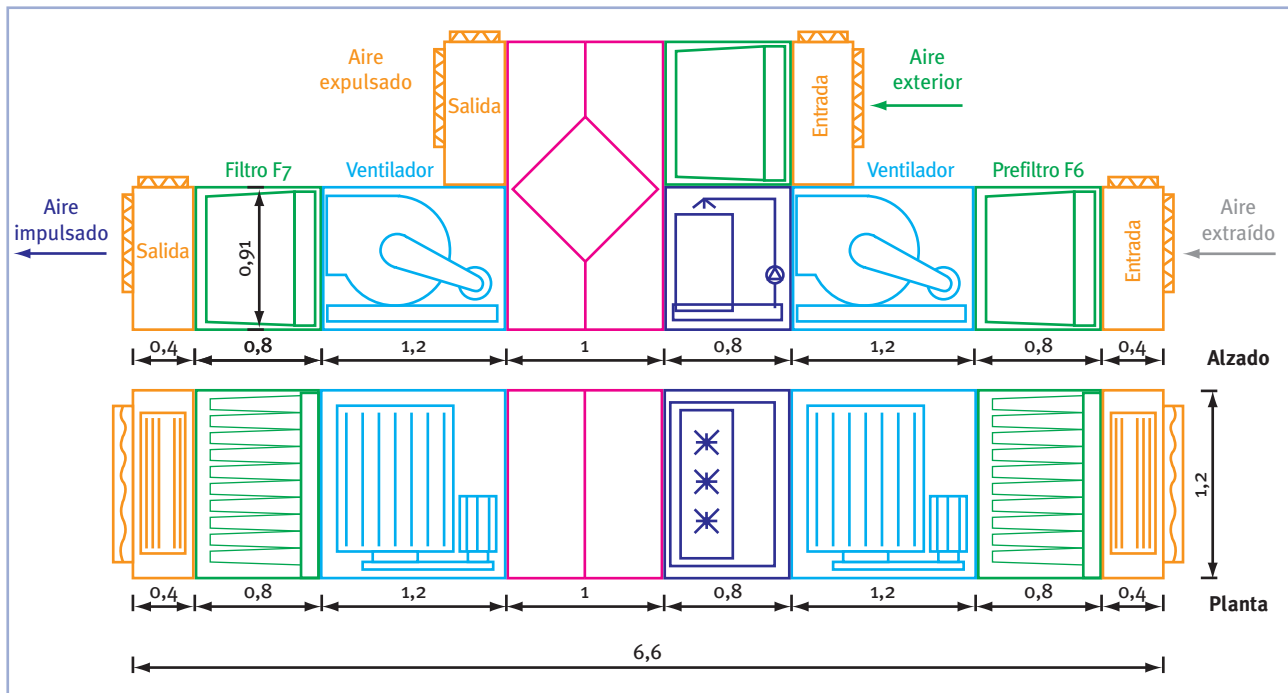 Aire
expulsado
Salida
Entrada
Aire
exterior
Filtro F7
Ventilador
Ventilador
Prefiltro F6
Aire
impulsado
Salida
0,91
Entrada
Aire
extraído
0,4 0,8 1,2 1 0,8 1,2 0,8 0,4
Alzado
1,2
0,4 0,8 1,2 1 0,8 1,2 0,8 0,4
Planta
6,6